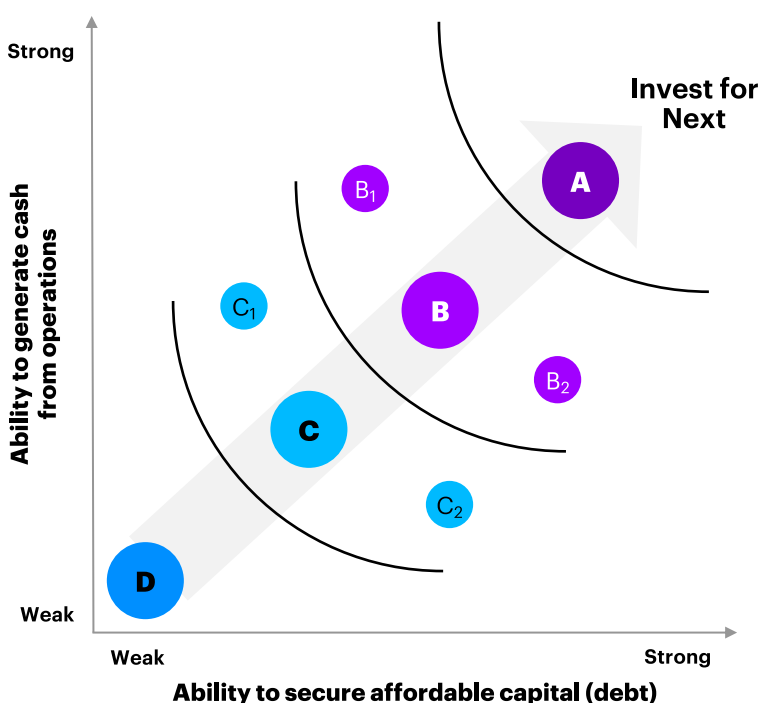 Strong
Invest for
Next
A
B₁
Ability to generate cash
from operations
C₁
B
B₂
C
C₂
D
Weak
Weak
Strong
Ability to secure affordable capital (debt)